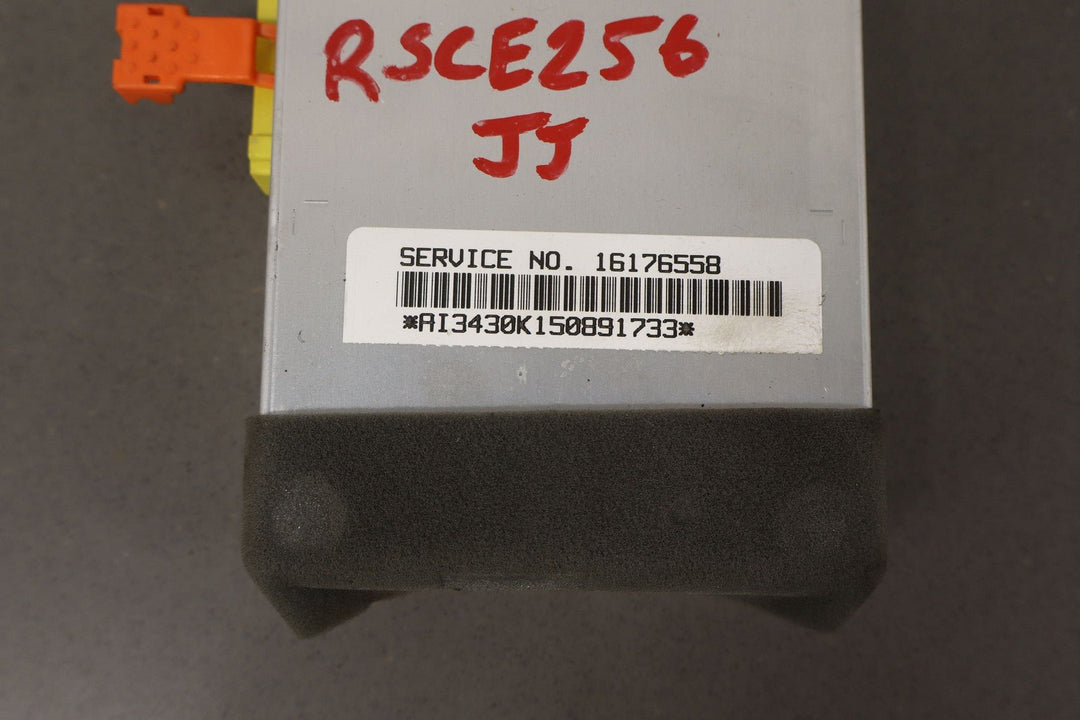 RSCE256
JJ
SERVICE NO. 16176558
*AI3430K150891733*